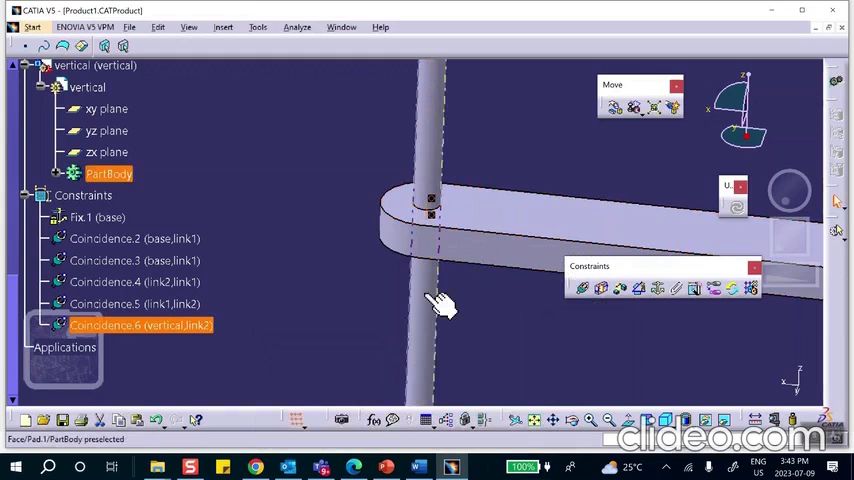 CATIA V5 - [Product1.CATProduct]
Start ENOVIA V5 VPM File Edit View Insert Tools Analyze Window Help
vertical (vertical)
vertical
xy plane
yz plane
zx plane
PartBody
Constraints
Fix.1 (base)
Coincidence.2 (base,link1)
Coincidence.3 (base,link1)
Coincidence.4 (link2,link1)
Coincidence.5 (link1,link2)
Coincidence.6 (vertical,link2)
Applications
Move
U...
Constraints
z
x
y
z
x
y
f(x)
CATIA
clideo.com
Face/Pad.1/PartBody preselected
S
9+
100%
25°C
ENG
US
3:43 PM
2023-07-09